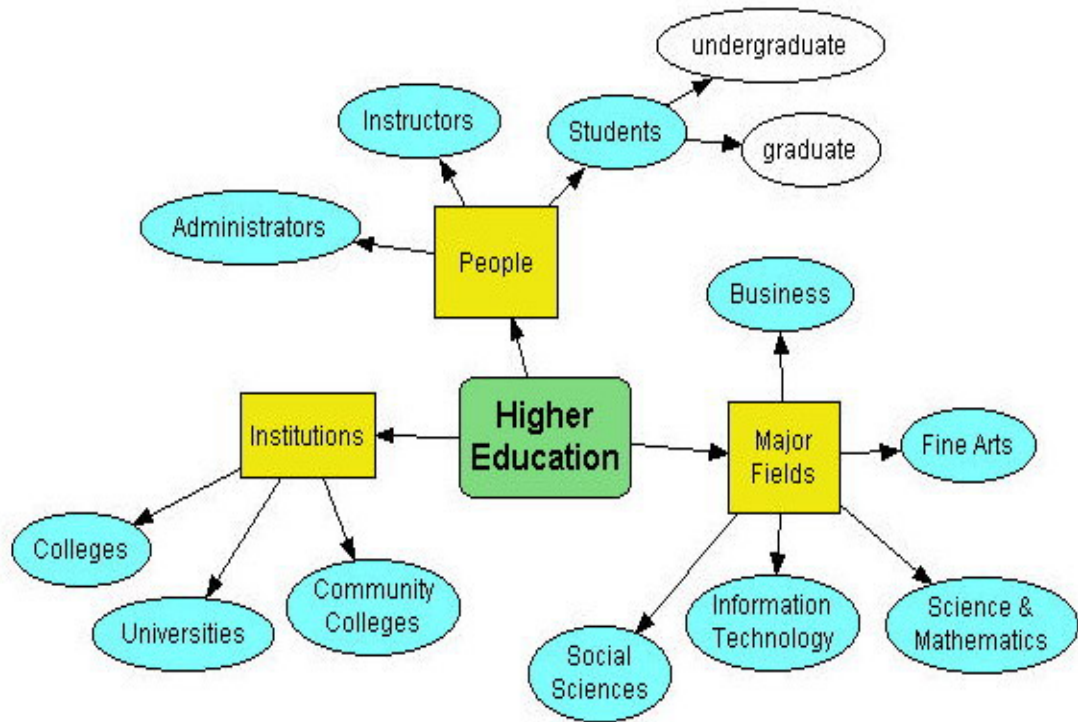 undergraduate
Instructors
Students
graduate
Administrators
People
Business
Higher
Education
Institutions
Major
Fields
Fine Arts
Colleges
Community
Colleges
Universities
Information
Technology
Science &
Mathematics
Social
Sciences